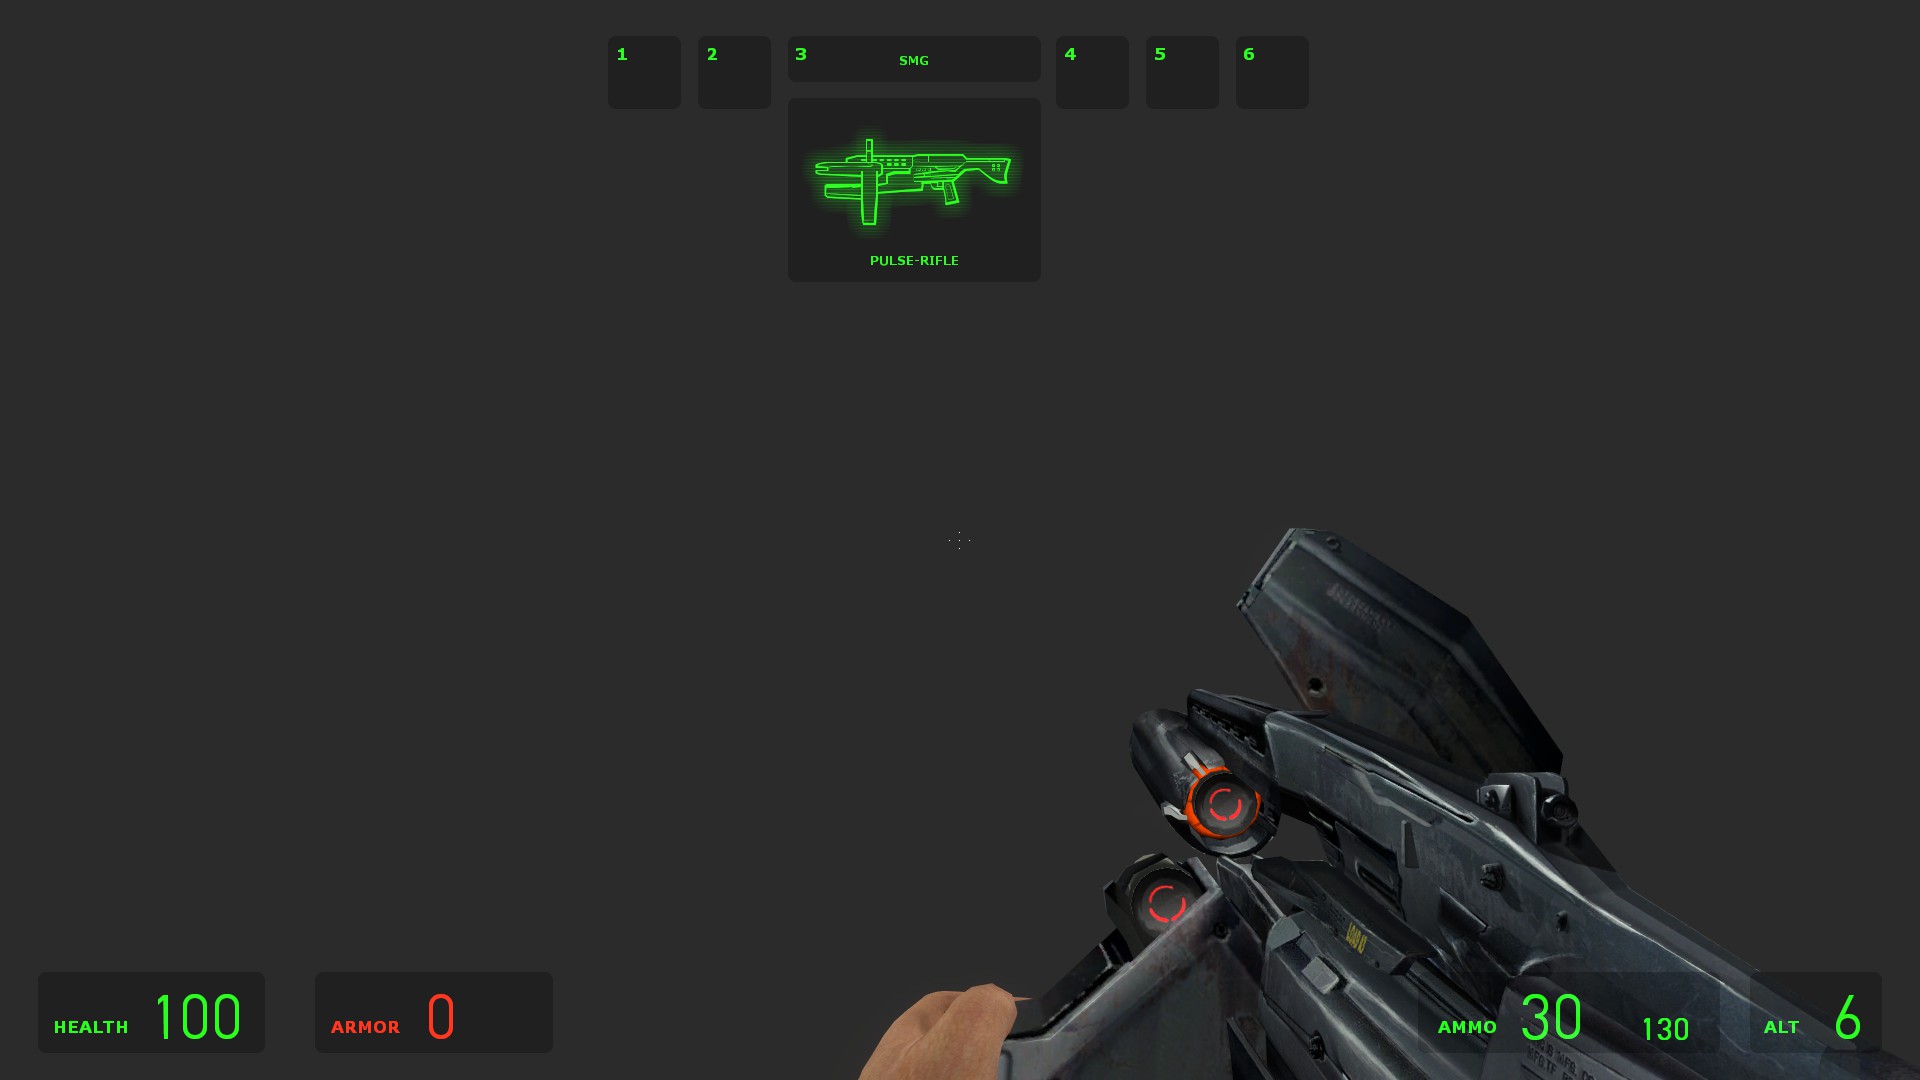 1
2
3 SMG
4
5
6
PULSE-RIFLE
HEALTH 100
ARMOR 0
AMMO 30 130
ALT 6